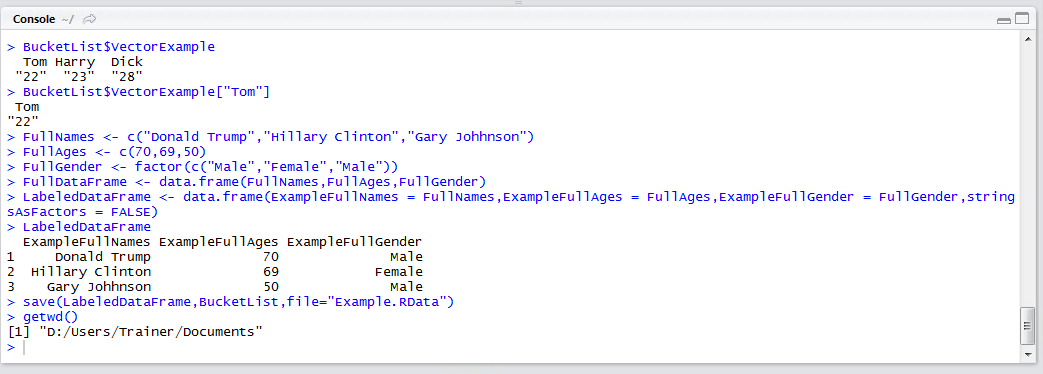 Console ~/
> BucketList$VectorExample
  Tom Harry  Dick
 "22"  "23"  "28"
> BucketList$VectorExample["Tom"]
 Tom
"22"
> FullNames <- c("Donald Trump","Hillary Clinton","Gary Johhnson")
> FullAges <- c(70,69,50)
> FullGender <- factor(c("Male","Female","Male"))
> FullDataFrame <- data.frame(FullNames,FullAges,FullGender)
> LabeledDataFrame <- data.frame(ExampleFullNames = FullNames,ExampleFullAges = FullAges,ExampleFullGender = FullGender,string
sAsFactors = FALSE)
> LabeledDataFrame
  ExampleFullNames ExampleFullAges ExampleFullGender
1     Donald Trump              70              Male
2  Hillary Clinton              69            Female
3    Gary Johhnson              50              Male
> save(LabeledDataFrame,BucketList,file="Example.RData")
> getwd()
[1] "D:/Users/Trainer/Documents"
>